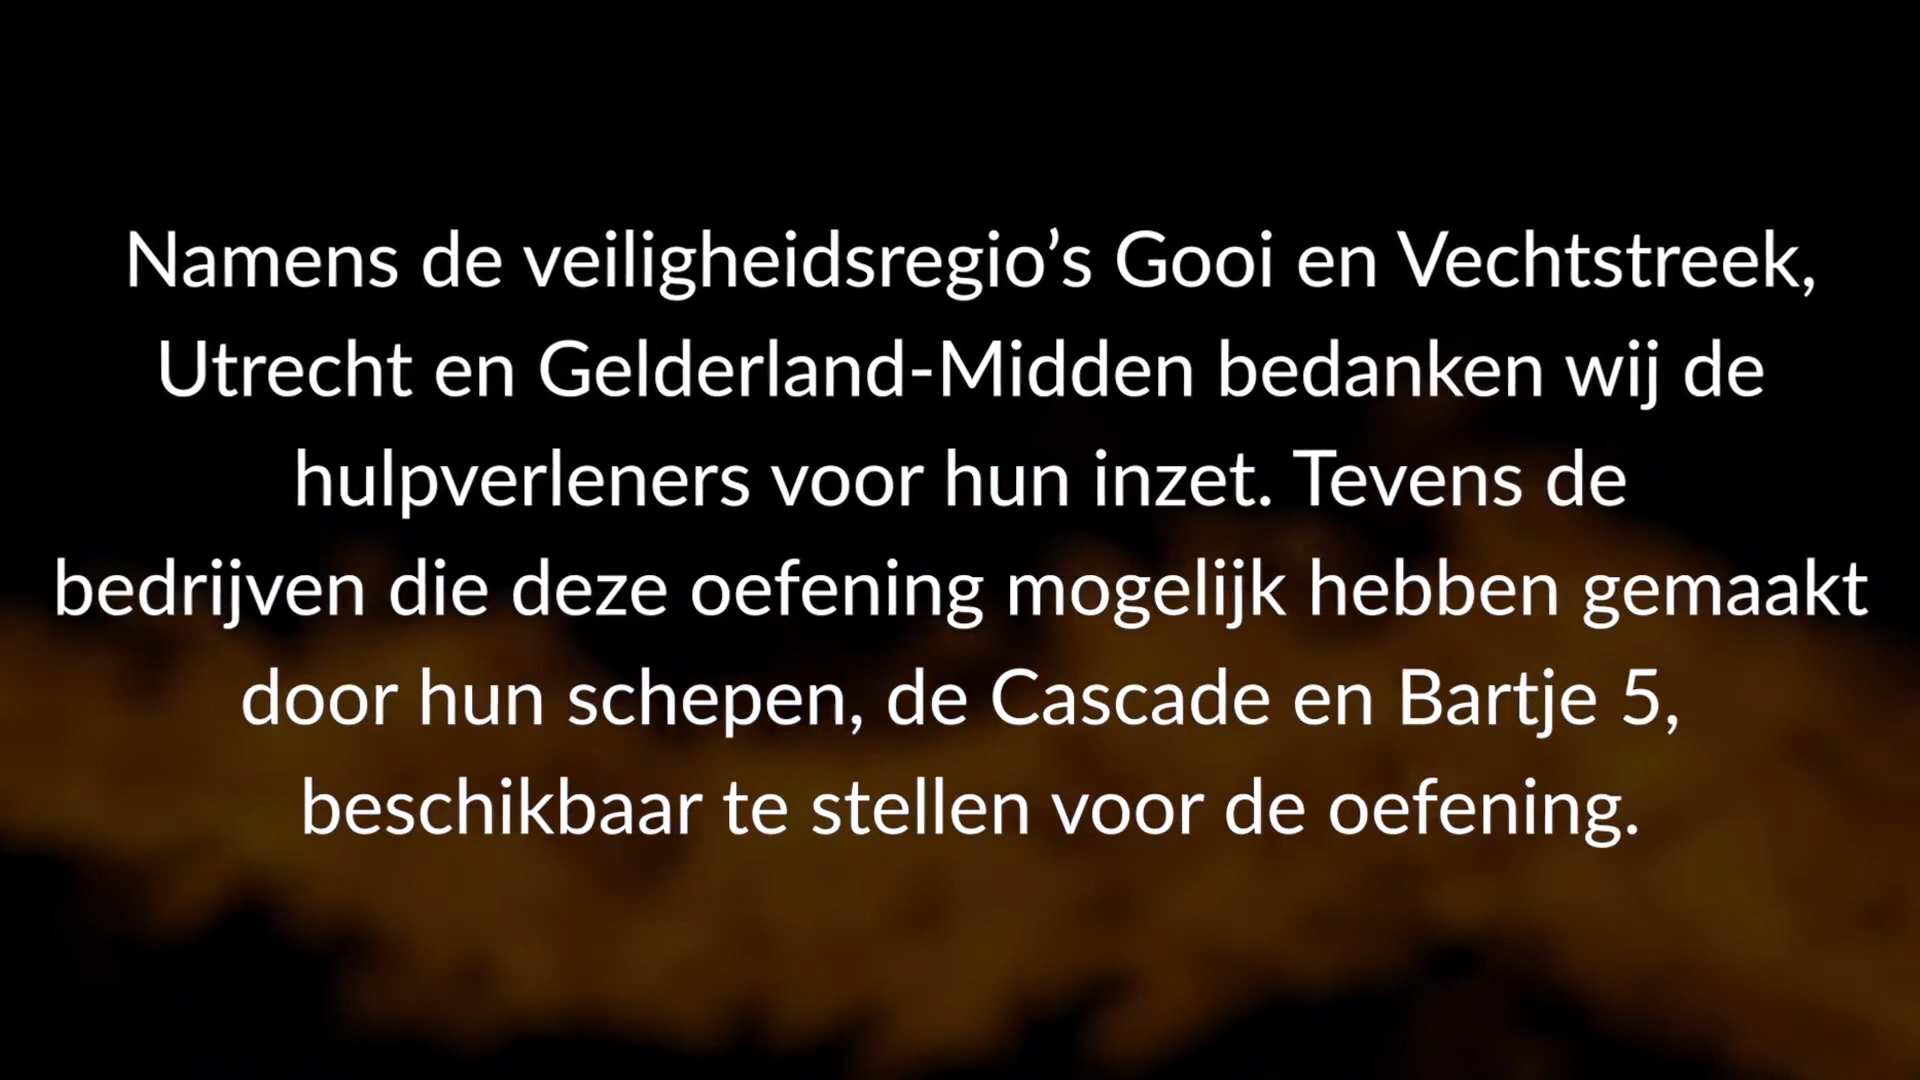 Namens de veiligheidsregio’s Gooi en Vechtstreek,
Utrecht en Gelderland-Midden bedanken wij de
hulpverleners voor hun inzet. Tevens de
bedrijven die deze oefening mogelijk hebben gemaakt
door hun schepen, de Cascade en Bartje 5,
beschikbaar te stellen voor de oefening.